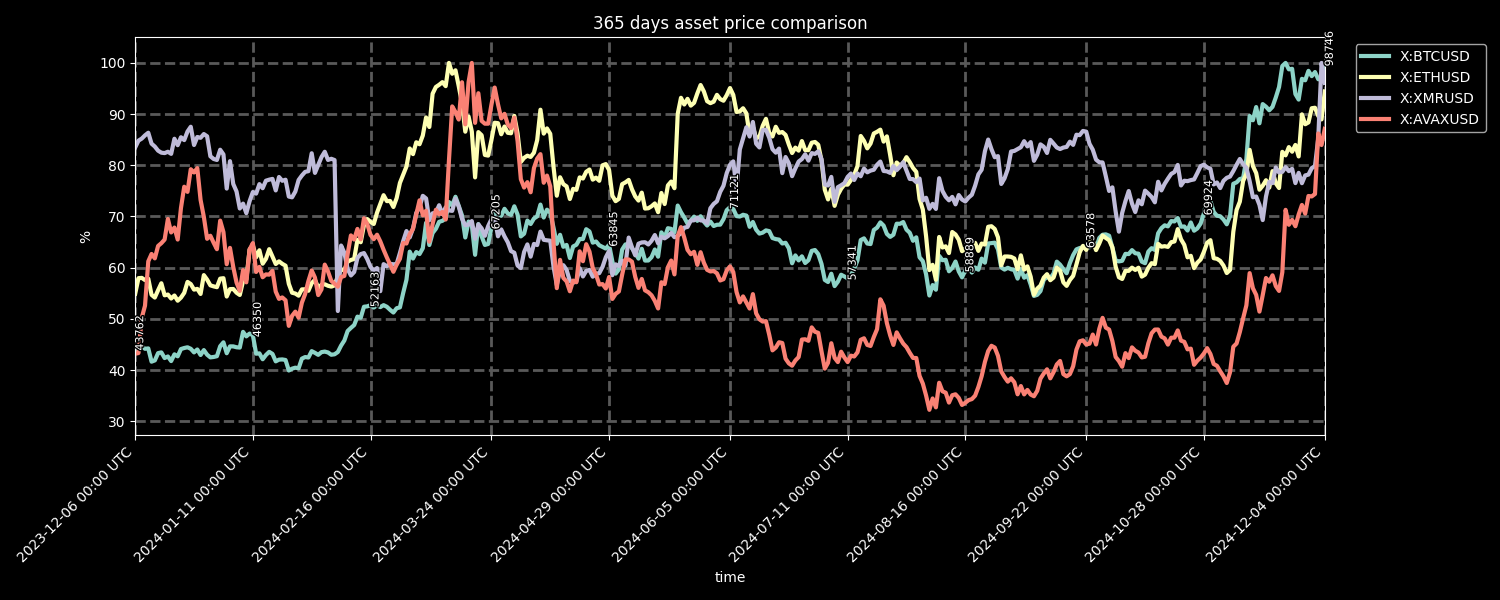 365 days asset price comparison
98746
X:BTCUSD
X:ETHUSD
X:XMRUSD
X:AVAXUSD
100
90
80
70
60
50
40
30
%
43762
46350
52163
67205
63845
71121
57341
58889
63578
69924
2023-12-06 00:00 UTC
2024-01-11 00:00 UTC
2024-02-16 00:00 UTC
2024-03-24 00:00 UTC
2024-04-29 00:00 UTC
2024-06-05 00:00 UTC
2024-07-11 00:00 UTC
2024-08-16 00:00 UTC
2024-09-22 00:00 UTC
2024-10-28 00:00 UTC
2024-12-04 00:00 UTC
time